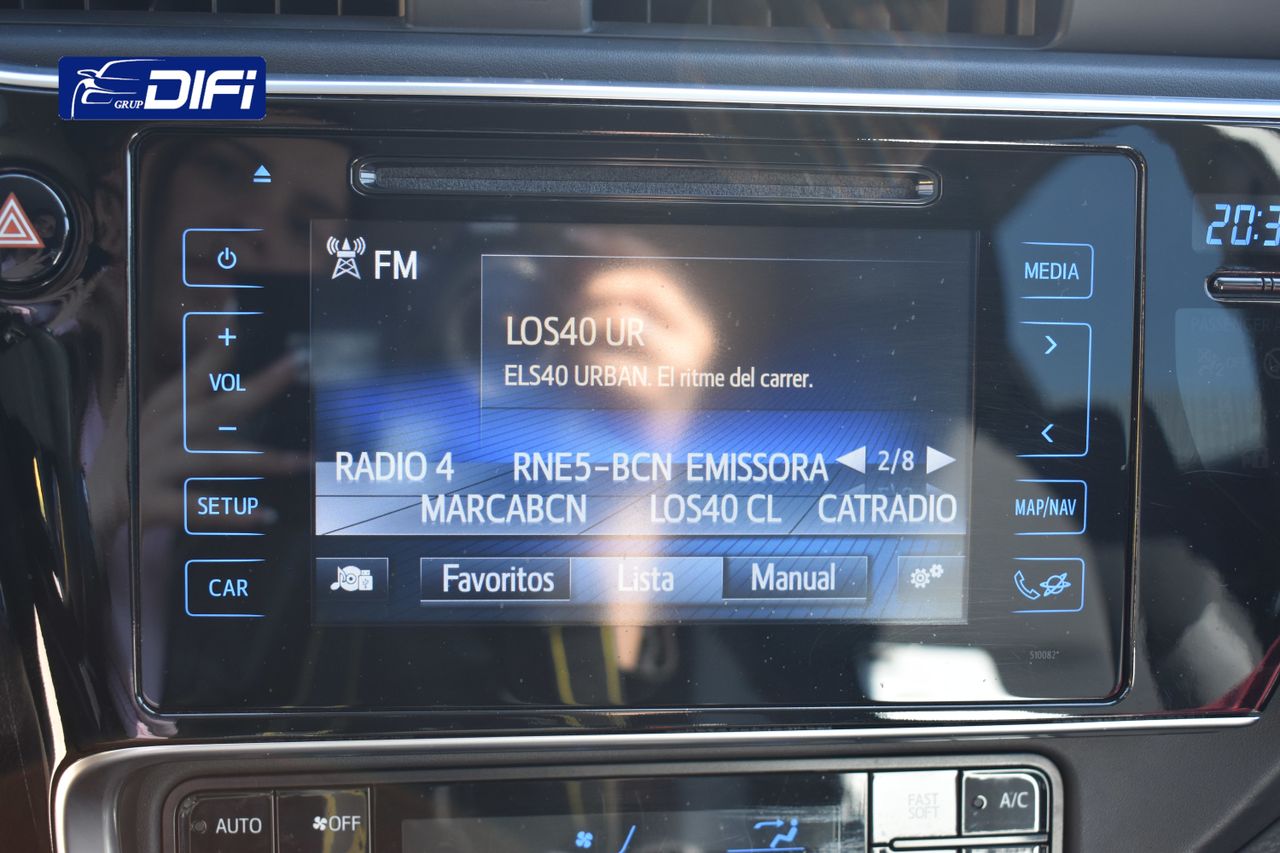 GRUP DIFI
20:3
FM
MEDIA
LOS40 UR
+
ELS40 URBAN. El ritme del carrer.
VOL
−
RADIO 4 RNE5-BCN EMISSORA 2/8
MARCABCN LOS40 CL CATRADIO
SETUP
MAP/NAV
CAR
Favoritos Lista Manual
510082*
AUTO OFF
FAST
SOFT
A/C